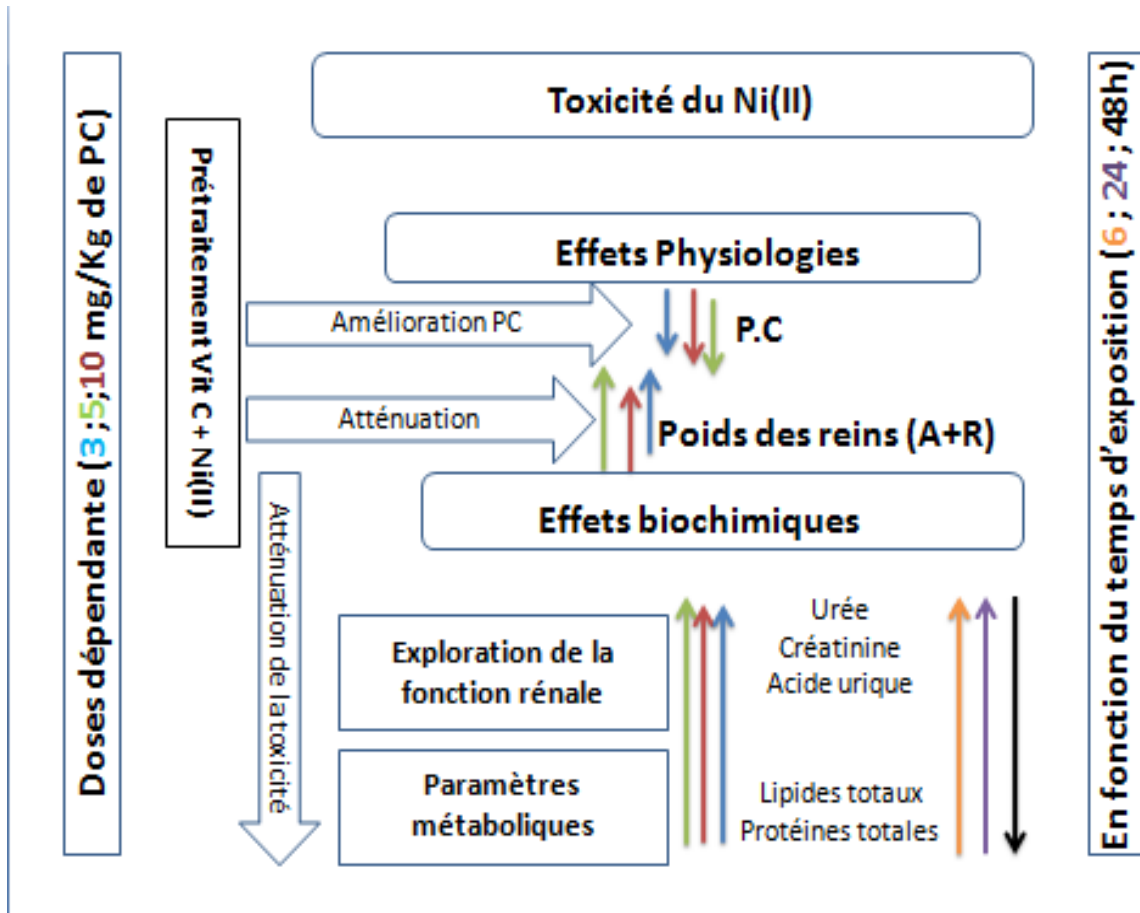 Doses dépendante (3 ;5;10 mg/Kg de PC)
Prétraitement Vit C + Ni(II)
Toxicité du Ni(II)
Effets Physiologies
Amélioration PC
P.C
Atténuation
Poids des reins (A+R)
Effets biochimiques
Atténuation de la toxicité
Exploration de la
fonction rénale
Urée
Créatinine
Acide urique
Paramètres
métaboliques
Lipides totaux
Protéines totales
En fonction du temps d’exposition (6 ; 24 ; 48h)